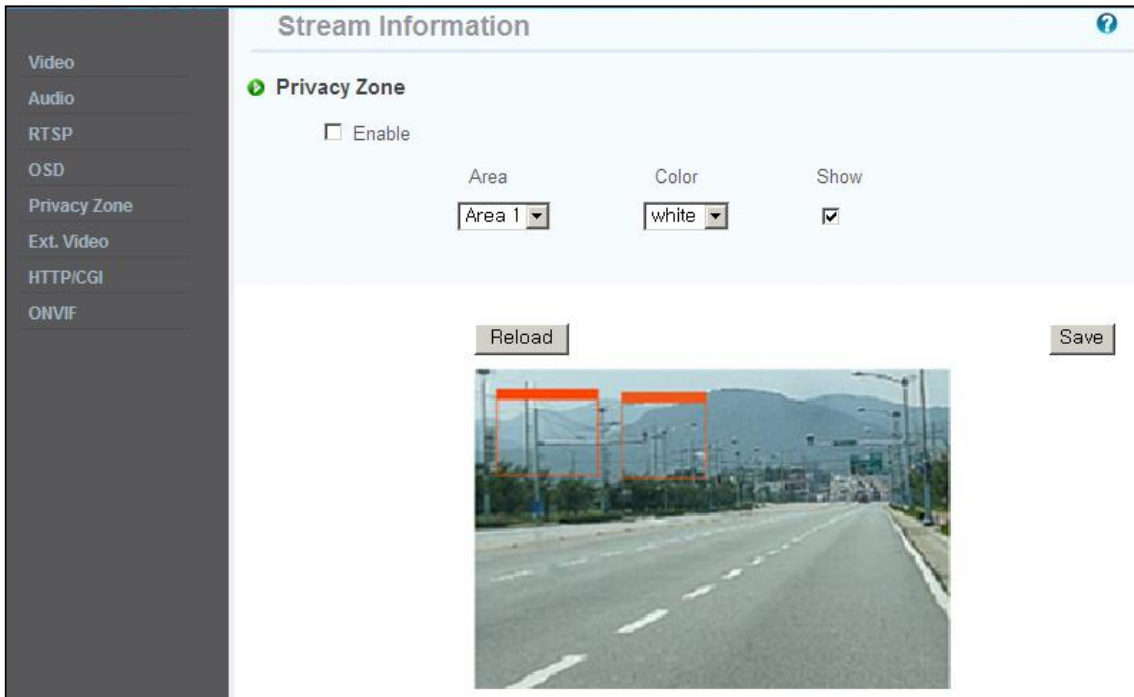 Stream Information
Video
Audio
RTSP
OSD
Privacy Zone
Ext. Video
HTTP/CGI
ONVIF
Privacy Zone
Enable
Area Color Show
Area 1 white
Reload Save